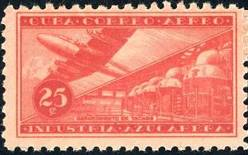 CUBA CORREO AEREO
25
¢
INDUSTRIA AZUCARERA